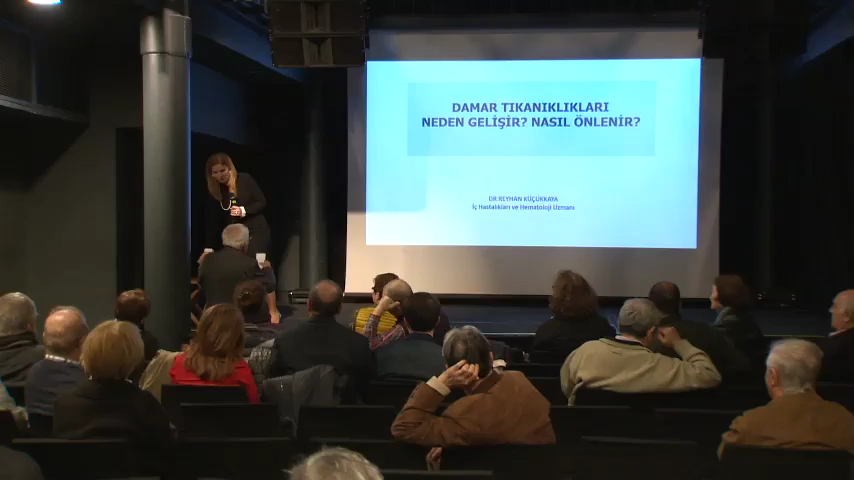 DAMAR TIKANIKLIKLARI
NEDEN GELİŞİR? NASIL ÖNLENİR?
DR REYHAN KÜÇÜKKAYA
İç Hastalıkları ve Hematoloji Uzmanı